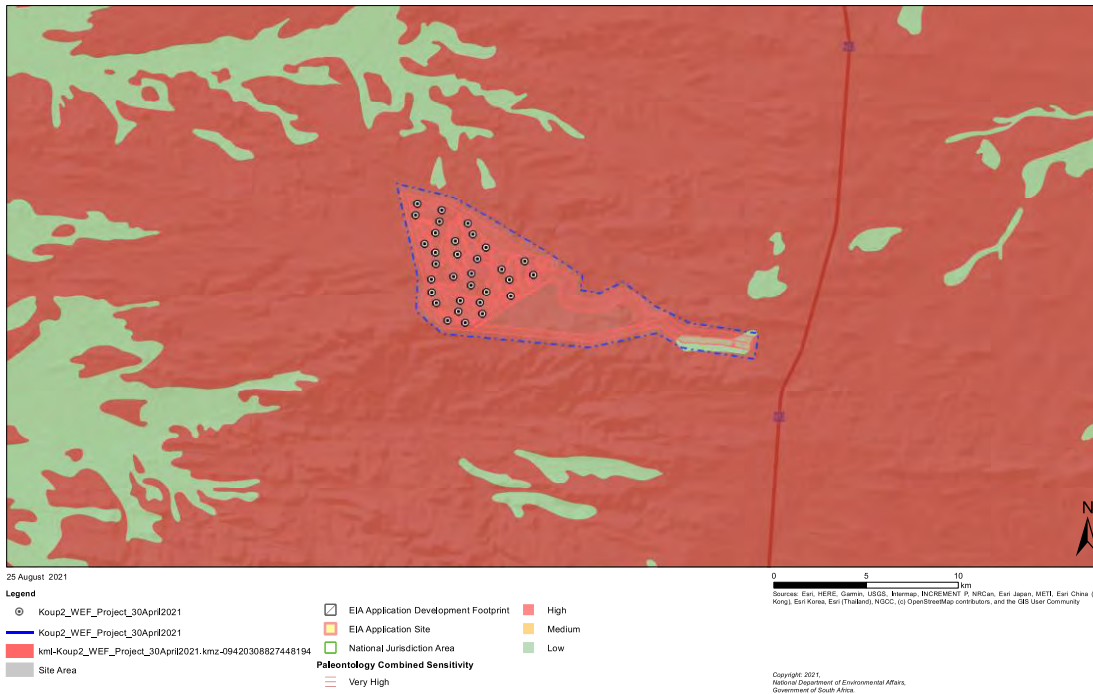 N
25 August 2021
Legend
Koup2_WEF_Project_30April2021
Koup2_WEF_Project_30April2021
kml-Koup2_WEF_Project_30April2021.kmz-09420308827448194
Site Area
EIA Application Development Footprint
EIA Application Site
National Jurisdiction Area
Paleontology Combined Sensitivity
Very High
High
Medium
Low
0 5 10
km
Sources: Esri, HERE, Garmin, USGS, Intermap, INCREMENT P, NRCan, Esri Japan, METI, Esri China (
Kong), Esri Korea, Esri (Thailand), NGCC, (c) OpenStreetMap contributors, and the GIS User Community
Copyright: 2021,
National Department of Environmental Affairs,
Government of South Africa.